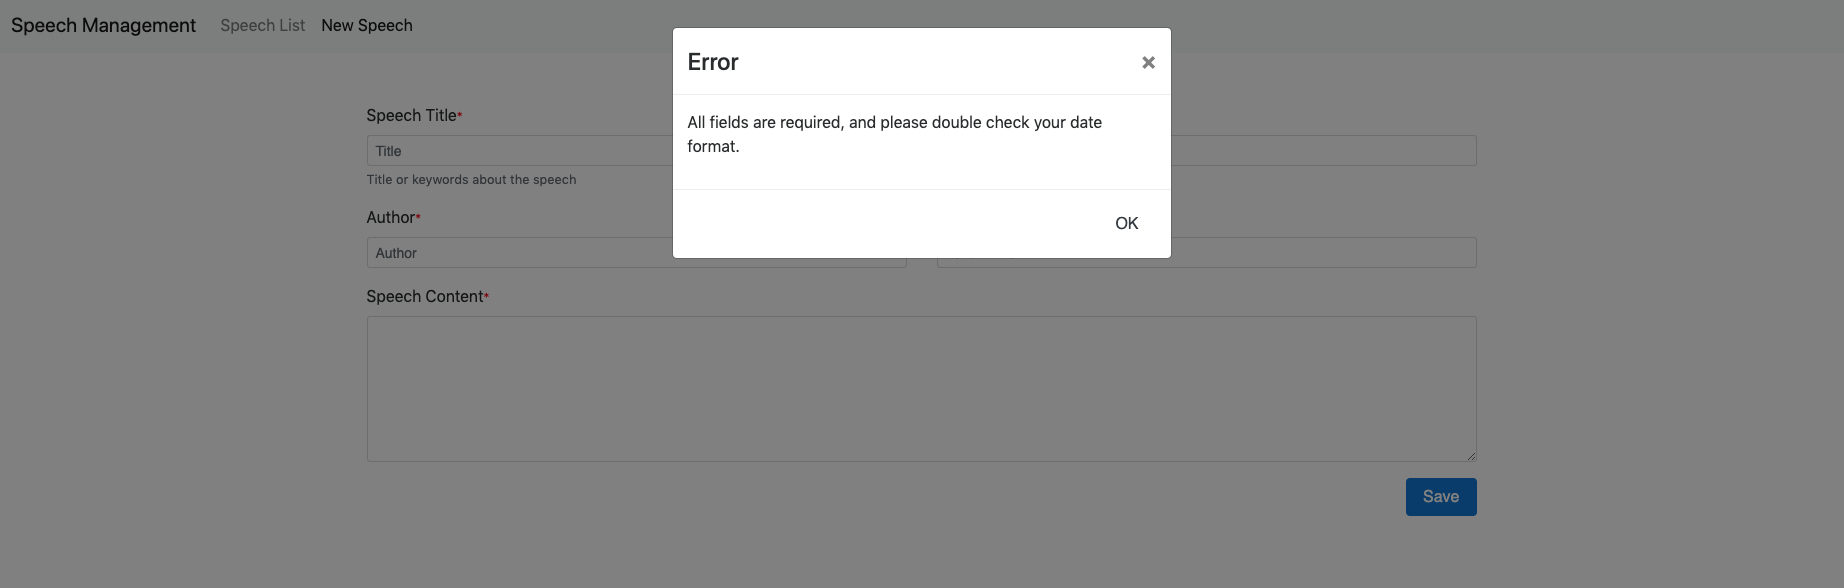 Speech Management Speech List New Speech
Error ×
All fields are required, and please double check your date
format.
OK
Speech Title*
Title
Title or keywords about the speech
Author*
Author
Speech Content*
Save